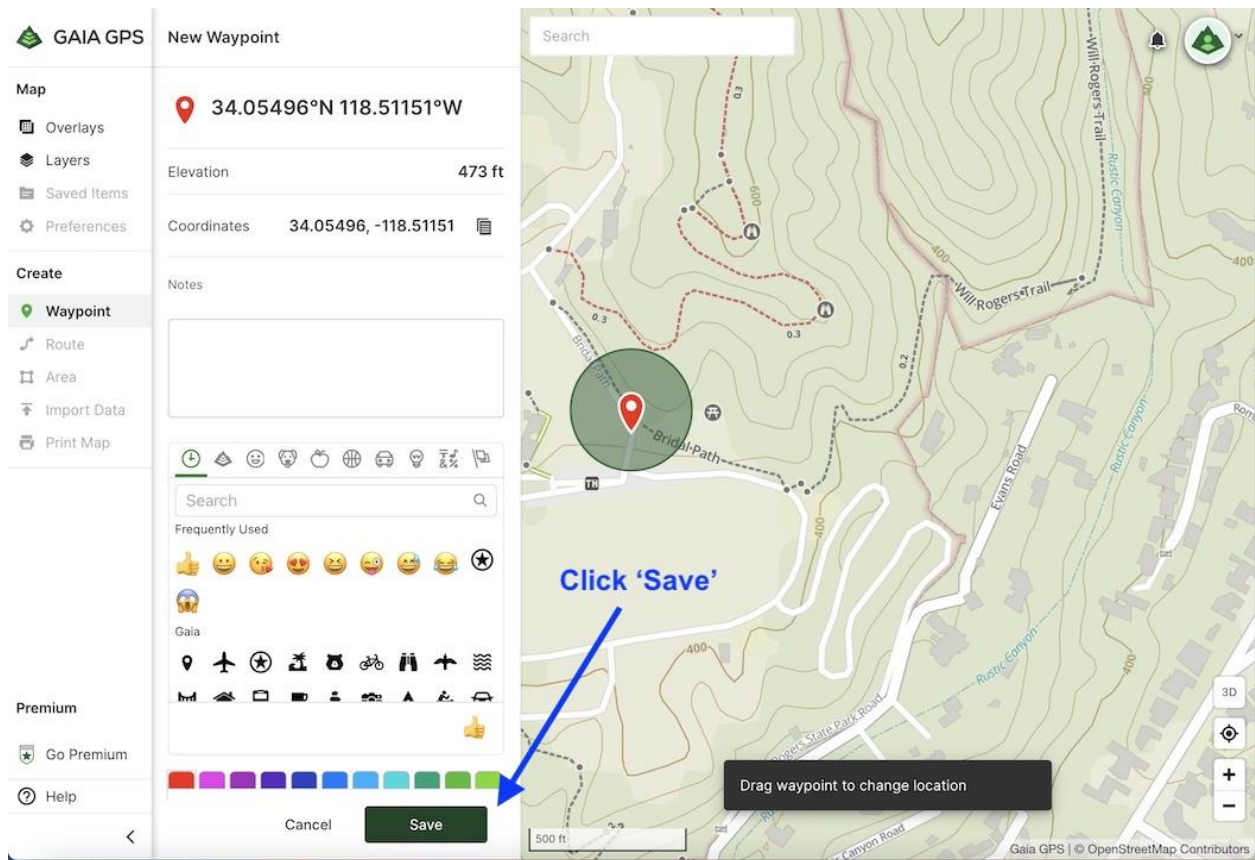 GAIA GPS
Map
Overlays
Layers
Saved Items
Preferences
Create
Waypoint
Route
Area
Import Data
Print Map
Premium
Go Premium
Help
New Waypoint
34.05496°N 118.51151°W
Elevation 473 ft
Coordinates 34.05496, -118.51151
Notes
Search
Frequently Used
Gaia
Cancel Save
Search
Click ‘Save’
Will-Rogers-Trail
400
Rustic Canyon
0.3
600
400
400
Will-Rogers-Trail
0.3
0.3
0.2
Bridal-Path
Bridal-Path
TH
Evans Road
Rustic Canyon
400
400
Rustic Canyon
400
Rogers State Park Road
Canyon Road
3D
Drag waypoint to change location
+
−
500 ft
Gaia GPS | © OpenStreetMap Contributors